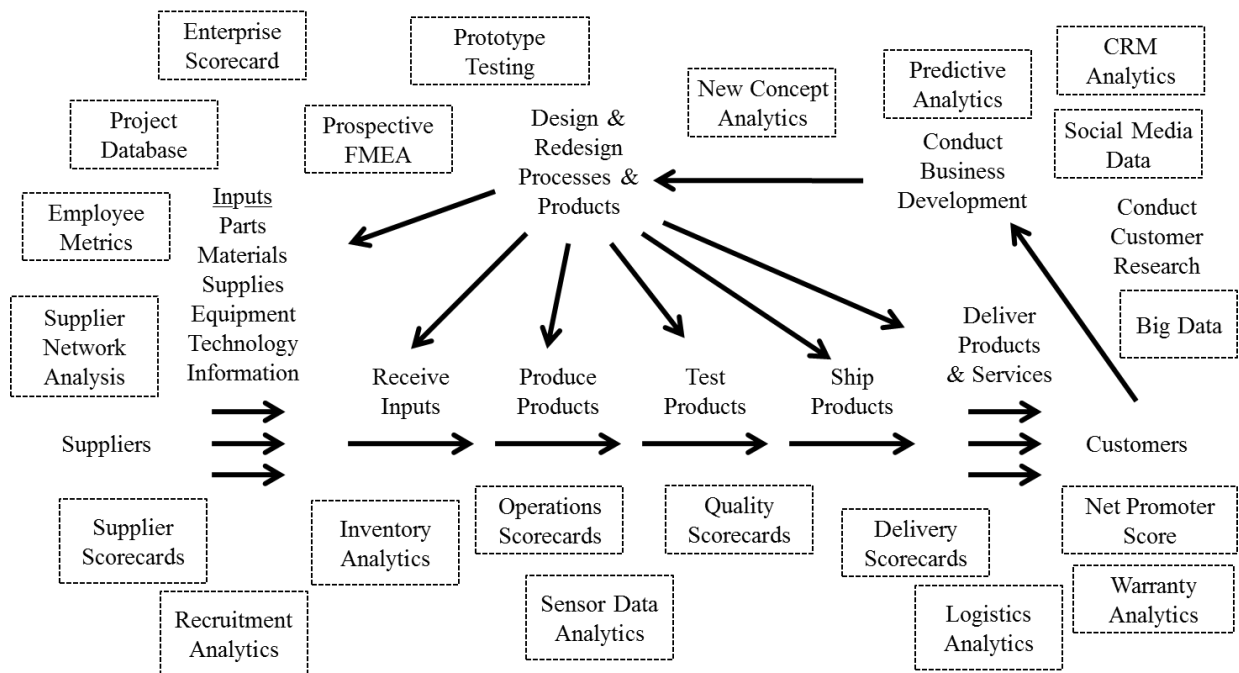 Enterprise
Scorecard
Prototype
Testing
CRM
Analytics
Predictive
Analytics
New Concept
Analytics
Project
Database
Prospective
FMEA
Design &
Redesign
Processes &
Products
Social Media
Data
Conduct
Business
Development
Employee
Metrics
Inputs
Parts
Materials
Supplies
Equipment
Technology
Information
Conduct
Customer
Research
Supplier
Network
Analysis
Big Data
Deliver
Products
& Services
Receive
Inputs
Produce
Products
Test
Products
Ship
Products
Suppliers
Customers
Supplier
Scorecards
Inventory
Analytics
Operations
Scorecards
Quality
Scorecards
Delivery
Scorecards
Net Promoter
Score
Recruitment
Analytics
Sensor Data
Analytics
Logistics
Analytics
Warranty
Analytics